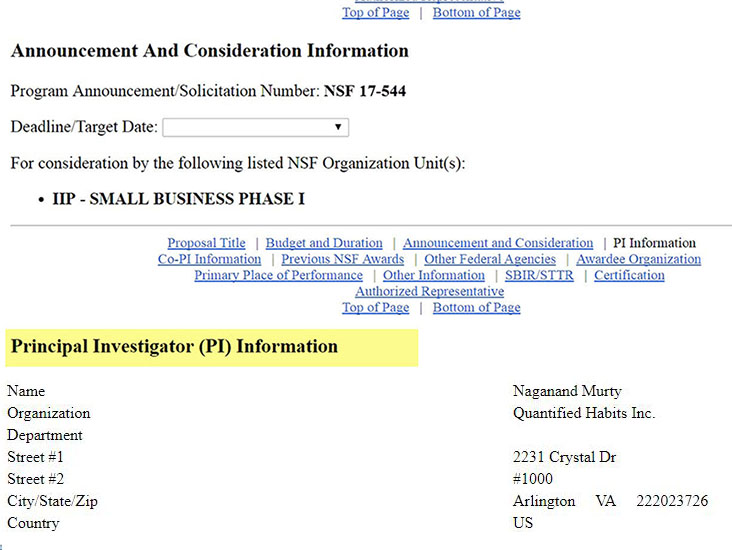 Top of Page | Bottom of Page
Announcement And Consideration Information
Program Announcement/Solicitation Number: NSF 17-544
Deadline/Target Date:
For consideration by the following listed NSF Organization Unit(s):
• IIP - SMALL BUSINESS PHASE I
Proposal Title | Budget and Duration | Announcement and Consideration | PI Information
Co-PI Information | Previous NSF Awards | Other Federal Agencies | Awardee Organization
Primary Place of Performance | Other Information | SBIR/STTR | Certification
Authorized Representative
Top of Page | Bottom of Page
Principal Investigator (PI) Information
Name Naganand Murty
Organization Quantified Habits Inc.
Department
Street #1 2231 Crystal Dr
Street #2 #1000
City/State/Zip Arlington VA 222023726
Country US